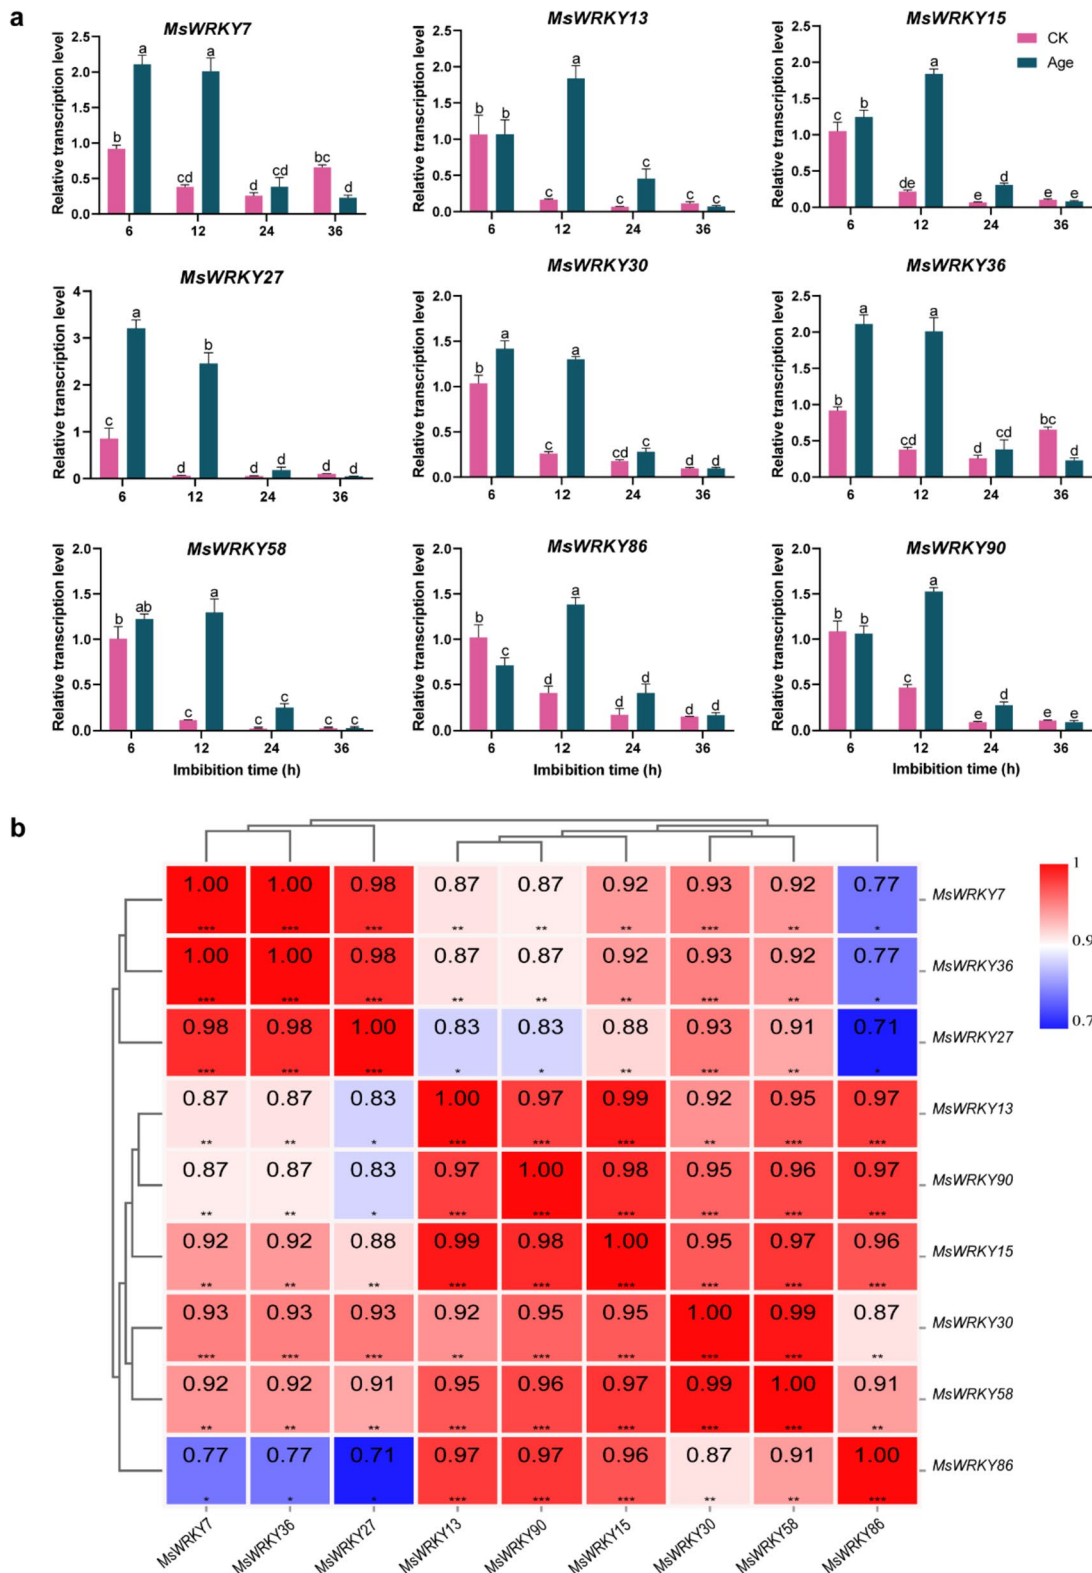 a
MsWRKY7
Relative transcription level
2.5
2.0
1.5
1.0
0.5
0.0
b a cd a d cd bc d
6 12 24 36
MsWRKY13
Relative transcription level
2.5
2.0
1.5
1.0
0.5
0.0
b b c a c c c c
6 12 24 36
MsWRKY15
CK
Age
Relative transcription level
2.0
1.5
1.0
0.5
0.0
c b de a e d e e
6 12 24 36
MsWRKY27
Relative transcription level
4
3
2
1
0
c a d b d d d d
6 12 24 36
MsWRKY30
Relative transcription level
2.0
1.5
1.0
0.5
0.0
b a c a cd c d d
6 12 24 36
MsWRKY36
Relative transcription level
2.5
2.0
1.5
1.0
0.5
0.0
b a cd a d cd bc d
6 12 24 36
MsWRKY58
Relative transcription level
2.0
1.5
1.0
0.5
0.0
b ab c a c c c c
6 12 24 36
Imbibition time (h)
MsWRKY86
Relative transcription level
2.0
1.5
1.0
0.5
0.0
b c d a d d d d
6 12 24 36
Imbibition time (h)
MsWRKY90
Relative transcription level
2.0
1.5
1.0
0.5
0.0
b b c a e d e e
6 12 24 36
Imbibition time (h)
b
1.00 1.00 0.98 0.87 0.87 0.92 0.93 0.92 0.77 MsWRKY7
*** *** *** ** ** ** *** ** *
1.00 1.00 0.98 0.87 0.87 0.92 0.93 0.92 0.77 MsWRKY36
*** *** *** ** ** ** *** ** *
0.98 0.98 1.00 0.83 0.83 0.88 0.93 0.91 0.71 MsWRKY27
*** *** *** * * ** *** ** *
0.87 0.87 0.83 1.00 0.97 0.99 0.92 0.95 0.97 MsWRKY13
** ** * *** *** *** ** *** ***
0.87 0.87 0.83 0.97 1.00 0.98 0.95 0.96 0.97 MsWRKY90
** ** * *** *** *** *** *** ***
0.92 0.92 0.88 0.99 0.98 1.00 0.95 0.97 0.96 MsWRKY15
** ** ** *** *** *** *** *** ***
0.93 0.93 0.93 0.92 0.95 0.95 1.00 0.99 0.87 MsWRKY30
*** *** *** ** *** *** *** *** **
0.92 0.92 0.91 0.95 0.96 0.97 0.99 1.00 0.91 MsWRKY58
** ** ** *** *** *** *** *** **
0.77 0.77 0.71 0.97 0.97 0.96 0.87 0.91 1.00 MsWRKY86
* * * *** *** *** ** ** ***
MsWRKY7 MsWRKY36 MsWRKY27 MsWRKY13 MsWRKY90 MsWRKY15 MsWRKY30 MsWRKY58 MsWRKY86
1
0.9
0.7